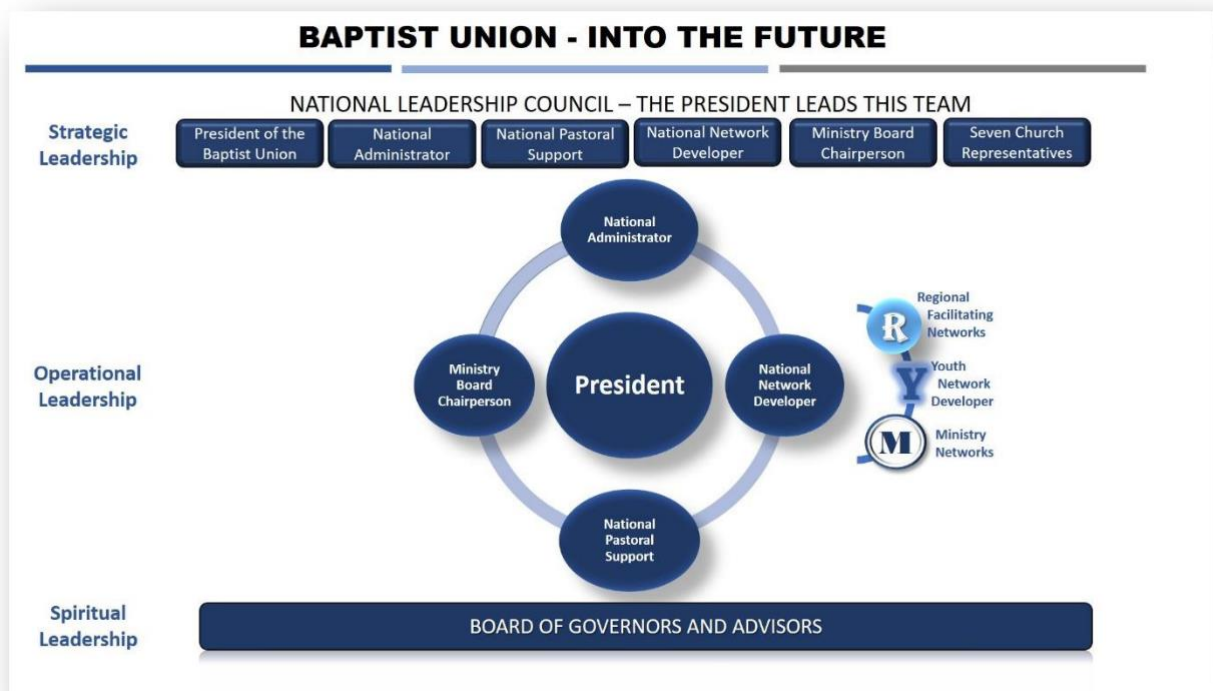 BAPTIST UNION - INTO THE FUTURE
NATIONAL LEADERSHIP COUNCIL – THE PRESIDENT LEADS THIS TEAM
Strategic
Leadership
President of the
Baptist Union
National
Administrator
National Pastoral
Support
National Network
Developer
Ministry Board
Chairperson
Seven Church
Representatives
National
Administrator
Operational
Leadership
Ministry
Board
Chairperson
President
National
Network
Developer
R
Regional
Facilitating
Networks
Y
Youth
Network
Developer
M
Ministry
Networks
National
Pastoral
Support
Spiritual
Leadership
BOARD OF GOVERNORS AND ADVISORS